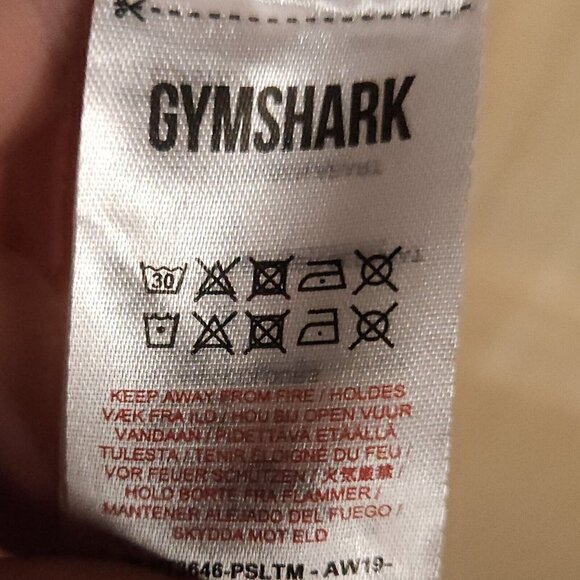 GYMSHARK
30
KEEP AWAY FROM FIRE / HOLDES
VÆK FRA ILD / HOU BIJ OPEN VUUR
VANDAAN / PIDETTÄVÄ ETÄÄLLÄ
TULESTA / TENIR ÉLOIGNE DU FEU /
VOR FEUER SCHÜTZEN / 火気厳禁 /
HOLD BORTE FRA FLAMMER /
MANTENER ALEJADO DEL FUEGO /
SKYDDA MOT ELD
646-PSLTM - AW19-